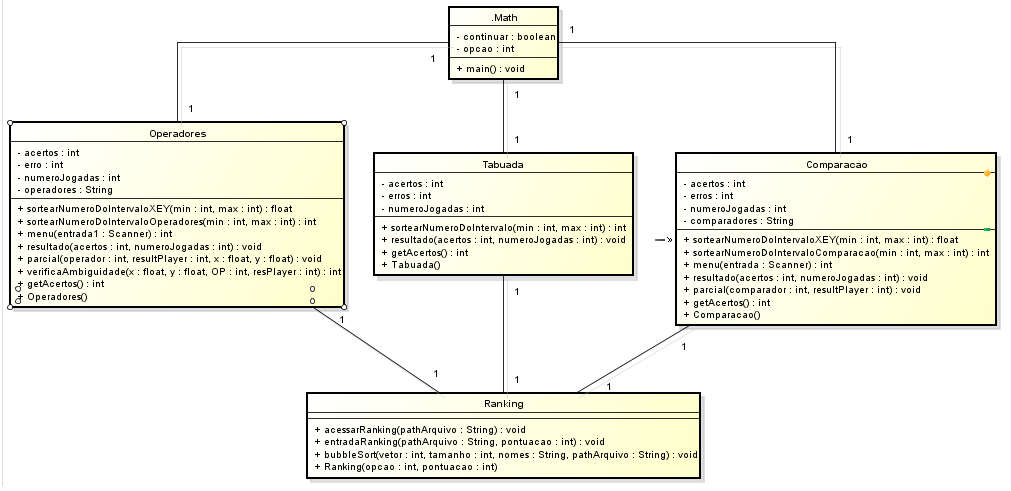 .Math
- continuar : boolean
- opcao : int
+ main() : void
1
1
1
1
1
1
Operadores
- acertos : int
- erro : int
- numeroJogadas : int
- operadores : String
+ sortearNumeroDoIntervaloXEY(min : int, max : int) : float
+ sortearNumeroDoIntervaloOperadores(min : int, max : int) : int
+ menu(entrada1 : Scanner) : int
+ resultado(acertos : int, numeroJogadas : int) : void
+ parcial(operador : int, resultPlayer : int, x : float, y : float) : void
+ verificaAmbiguidade(x : float, y : float, OP : int, resPlayer : int) : int
+ getAcertos() : int
+ Operadores()
Tabuada
- acertos : int
- erros : int
- numeroJogadas : int
+ sortearNumeroDoIntervalo(min : int, max : int) : int
+ resultado(acertos : int, numeroJogadas : int) : void
+ getAcertos() : int
+ Tabuada()
Comparacao
- acertos : int
- erros : int
- numeroJogadas : int
- comparadores : String
+ sortearNumeroDoIntervaloXEY(min : int, max : int) : float
+ sortearNumeroDoIntervaloComparacao(min : int, max : int) : int
+ menu(entrada : Scanner) : int
+ resultado(acertos : int, numeroJogadas : int) : void
+ parcial(comparador : int, resultPlayer : int) : void
+ getAcertos() : int
+ Comparacao()
1
1
1
1
1
1
Ranking
+ acessarRanking(pathArquivo : String) : void
+ entradaRanking(pathArquivo : String, pontuacao : int) : void
+ bubbleSort(vetor : int, tamanho : int, nomes : String, pathArquivo : String) : void
+ Ranking(opcao : int, pontuacao : int)